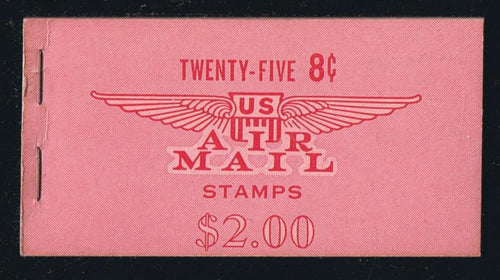 TWENTY-FIVE 8¢
US
AIR
MAIL
STAMPS
$2.00